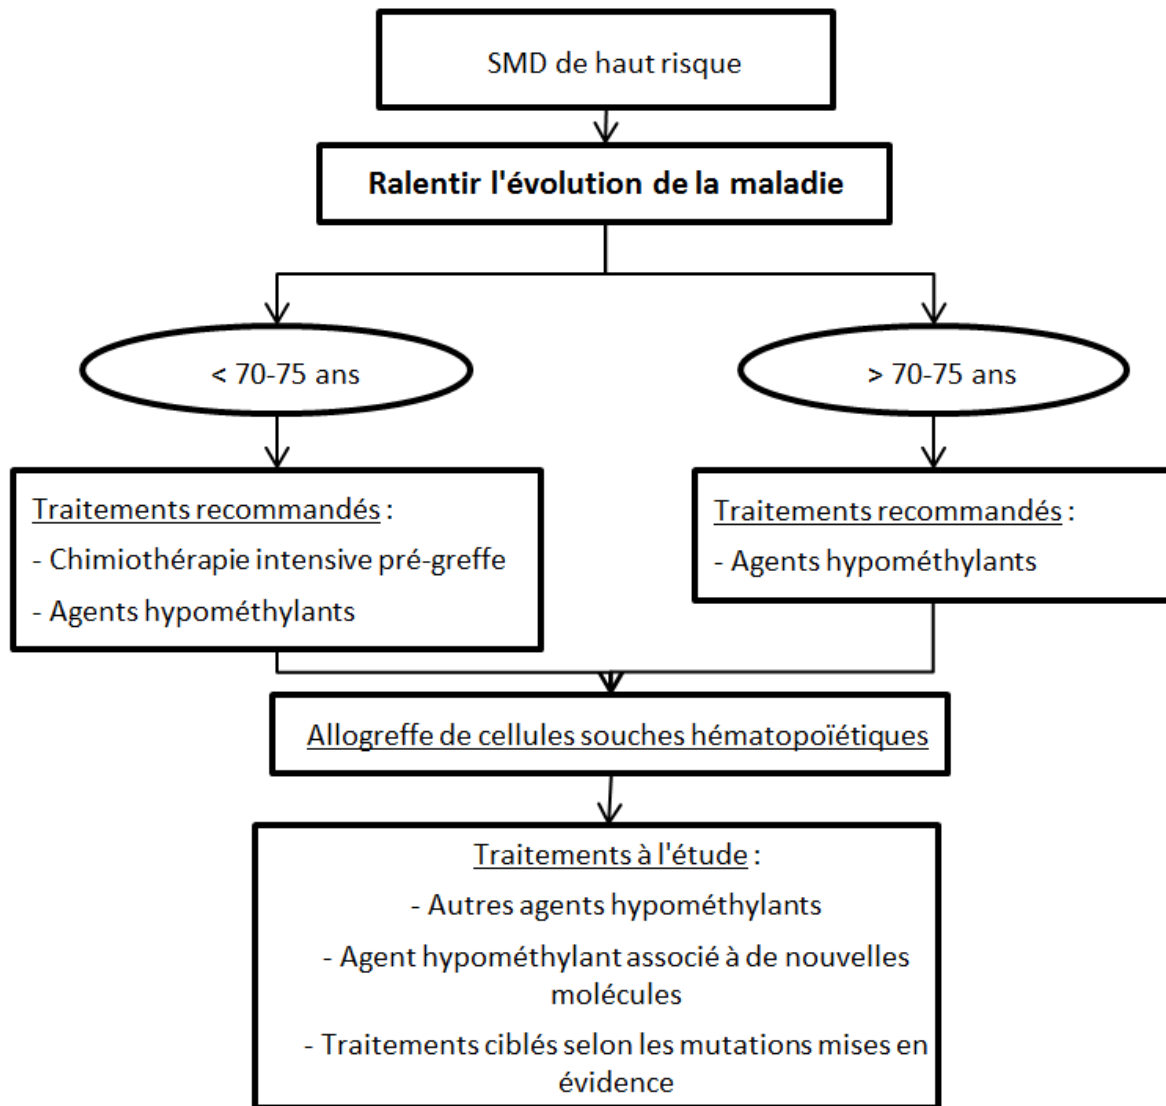 SMD de haut risque
Ralentir l'évolution de la maladie
< 70-75 ans
> 70-75 ans
Traitements recommandés :
- Chimiothérapie intensive pré-greffe
- Agents hypométhylants
Traitements recommandés :
- Agents hypométhylants
Allogreffe de cellules souches hématopoïétiques
Traitements à l'étude :
- Autres agents hypométhylants
- Agent hypométhylant associé à de nouvelles
molécules
- Traitements ciblés selon les mutations mises en
évidence